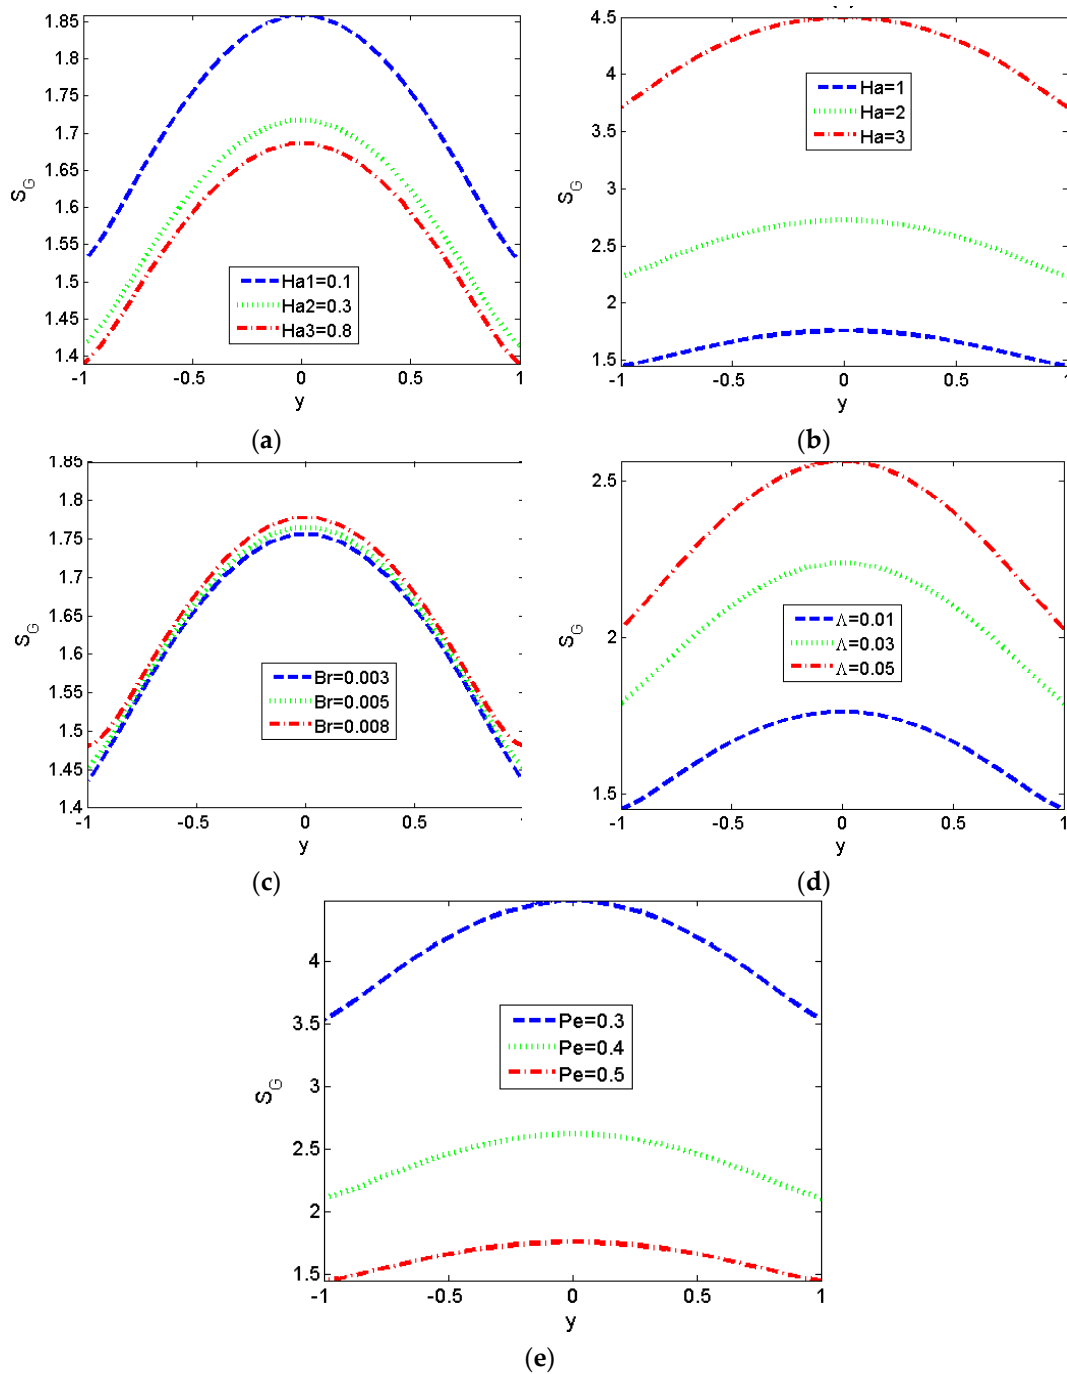 1.85
1.8
1.75
1.7
1.65
1.6
1.55
1.5
1.45
1.4
S_G
-1
-0.5
0
0.5
1
y
Ha1=0.1
Ha2=0.3
Ha3=0.8
(a)
4.5
4
3.5
3
2.5
2
1.5
S_G
-1
-0.5
0
0.5
1
y
Ha=1
Ha=2
Ha=3
(b)
1.85
1.8
1.75
1.7
1.65
1.6
1.55
1.5
1.45
1.4
S_G
-1
-0.5
0
0.5
1
y
Br=0.003
Br=0.005
Br=0.008
(c)
2.5
2
1.5
S_G
-1
-0.5
0
0.5
1
y
Λ=0.01
Λ=0.03
Λ=0.05
(d)
4
3.5
3
2.5
2
1.5
S_G
-1
-0.5
0
0.5
1
y
Pe=0.3
Pe=0.4
Pe=0.5
(e)